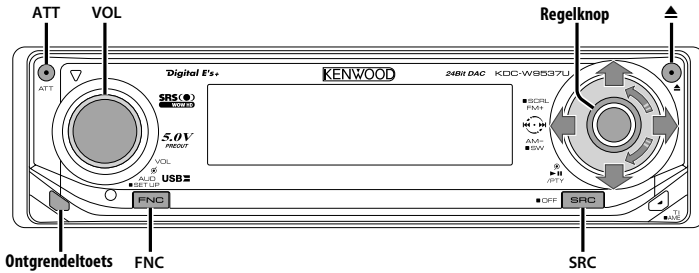 ATT VOL Regelknop ⏏
Digital E's+ KENWOOD 24Bit DAC KDC-W9537U
ATT
SRS(●) WOW HD
■SCRL
FM+
⏮ • ⏭
5.0V
PREOUT
AM–
■SW
VOL
AUD
■SET UP
USB
▶II
/PTY
FNC
■OFF SRC
TI
■AME
Ontgrendeltoets FNC SRC